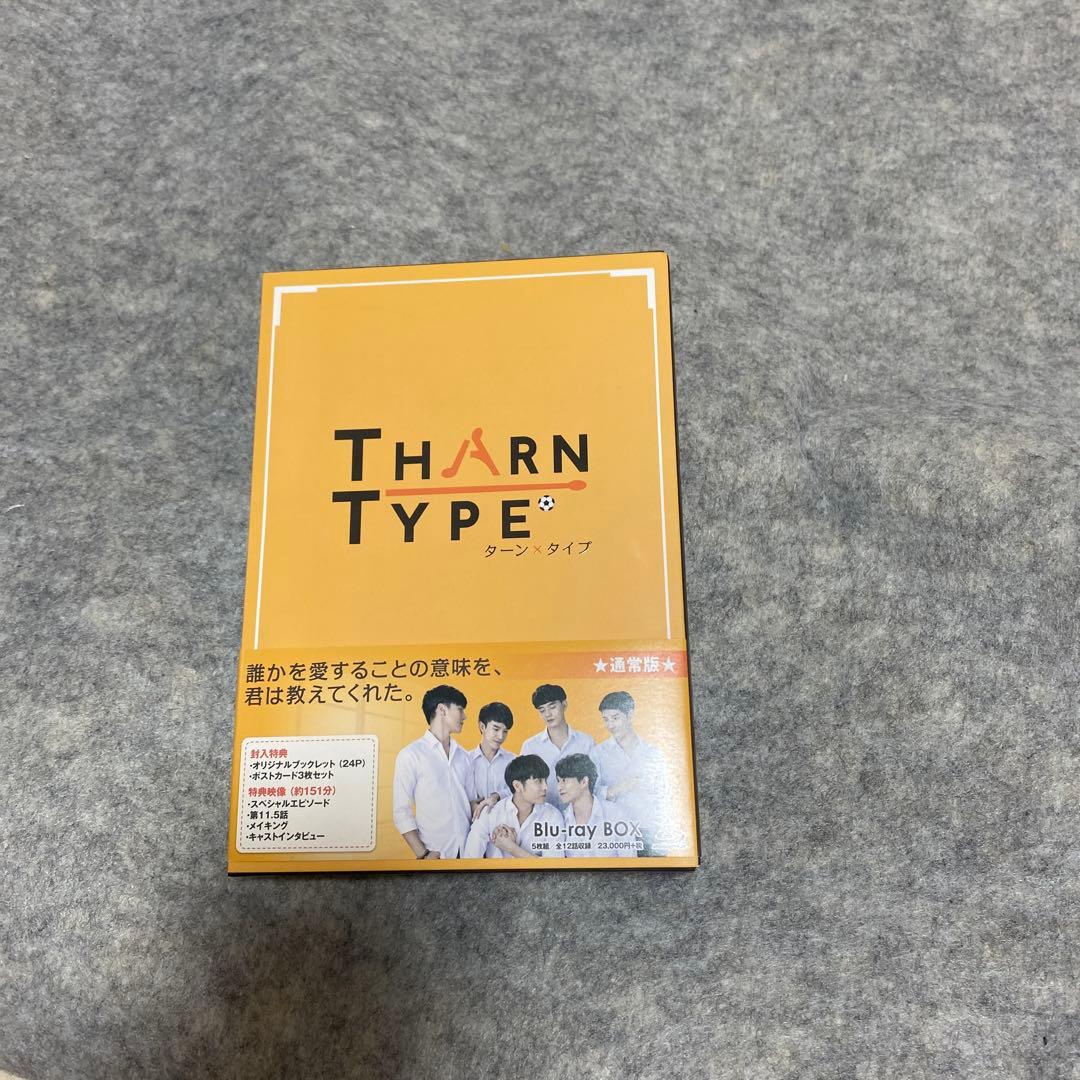 THARN
TYPE
ターン×タイプ
誰かを愛することの意味を、
君は教えてくれた。
★通常版★
封入特典
・オリジナルブックレット（24P）
・ポストカード3枚セット
特典映像（約151分）
・スペシャルエピソード
・第11.5話
・メイキング
・キャストインタビュー
Blu-ray BOX
5枚組 全12話収録 23,000円+税